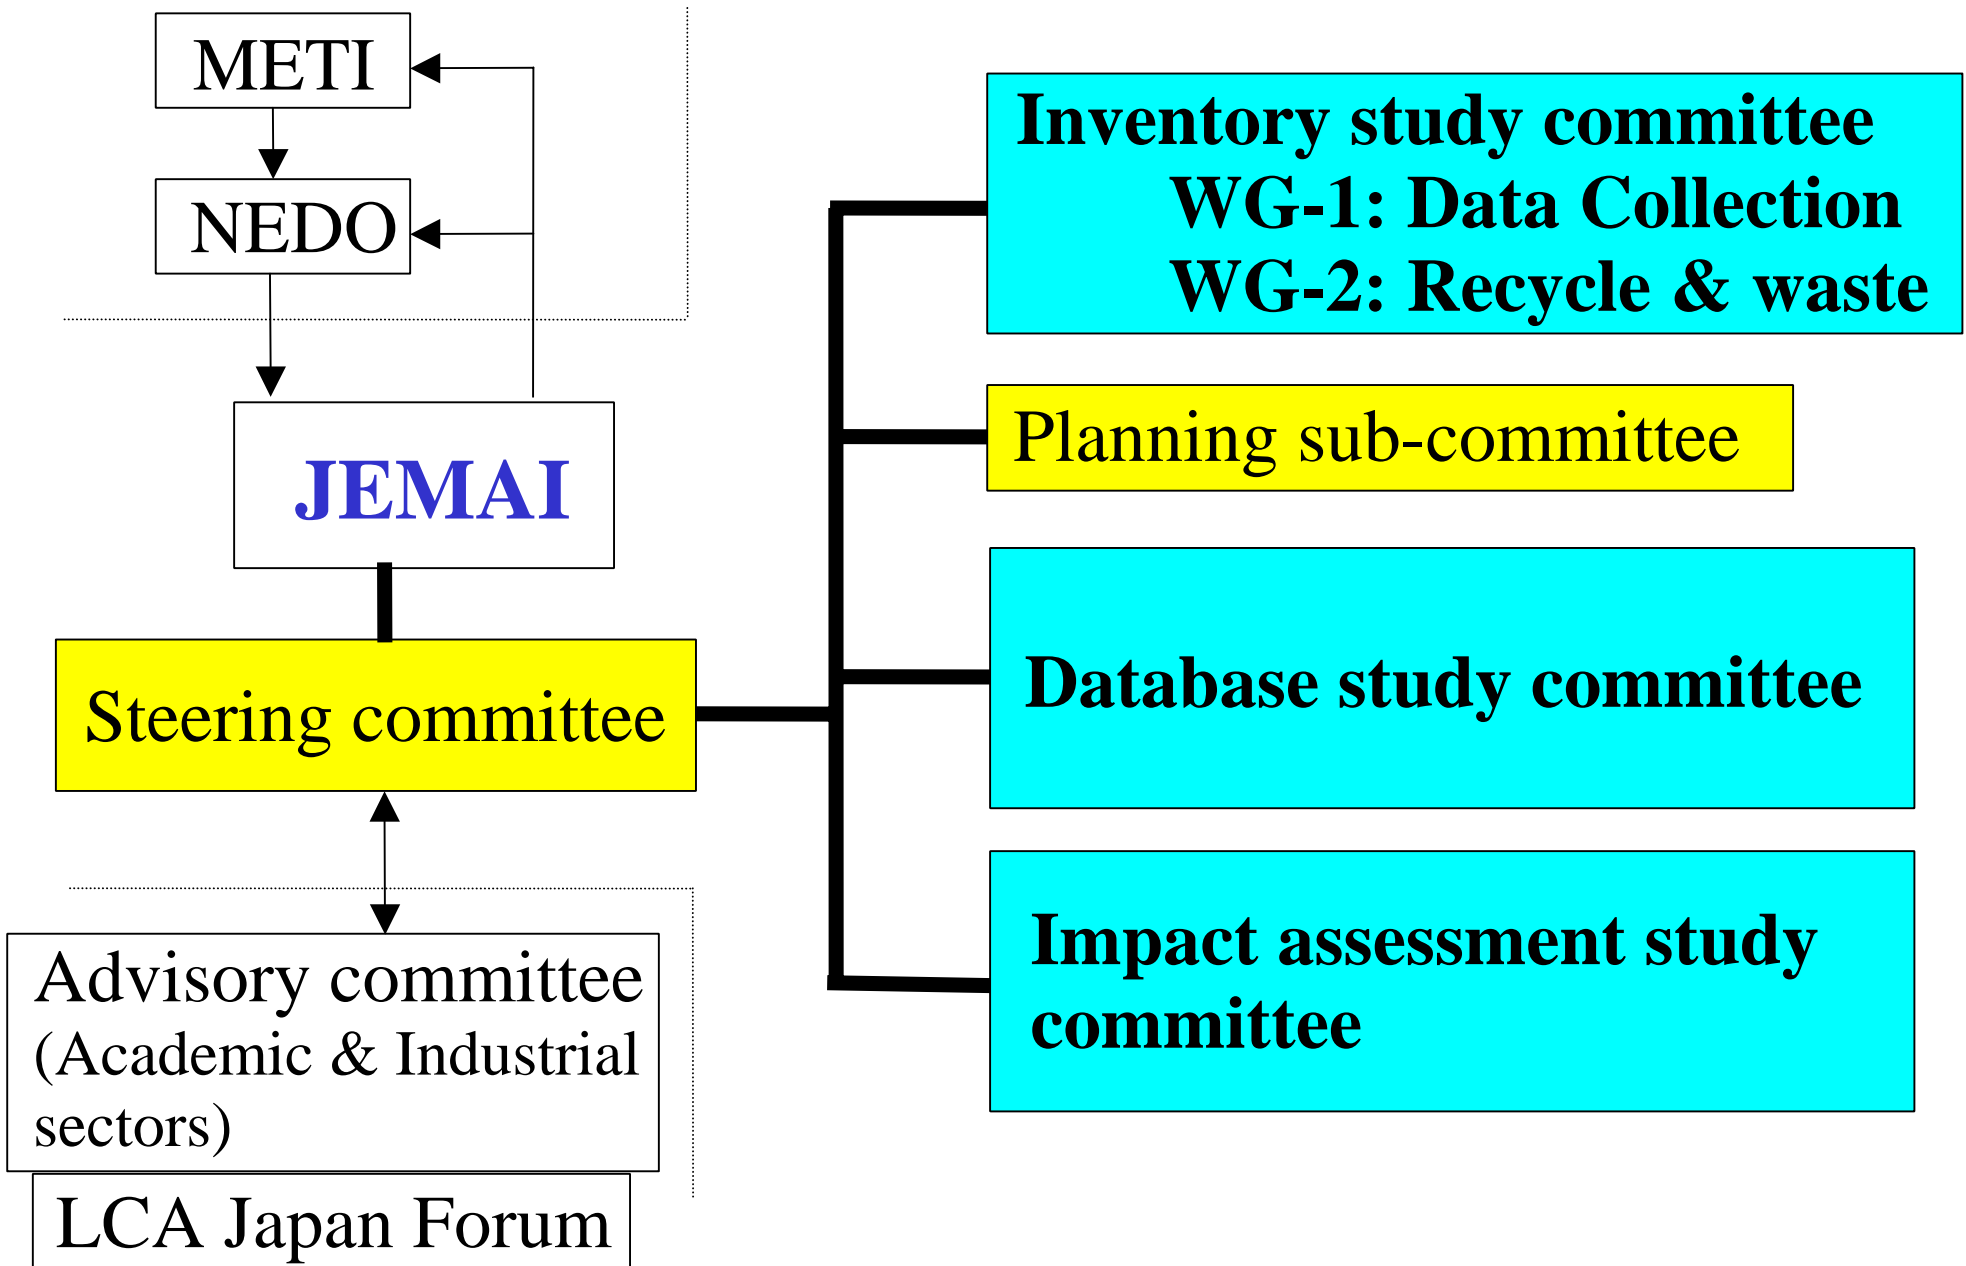 METI
NEDO
JEMAI
Steering committee
Advisory committee
(Academic & Industrial
sectors)
LCA Japan Forum
Inventory study committee
WG-1: Data Collection
WG-2: Recycle & waste
Planning sub-committee
Database study committee
Impact assessment study
committee